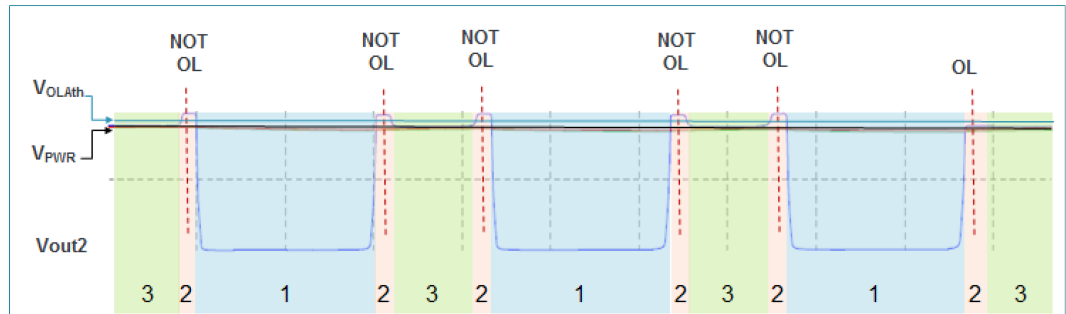 NOT OL
NOT OL
NOT OL
NOT OL
NOT OL
OL
VOLAth
VPWR
Vout2
3 2 1 2 3 2 1 2 3 2 1 2 3